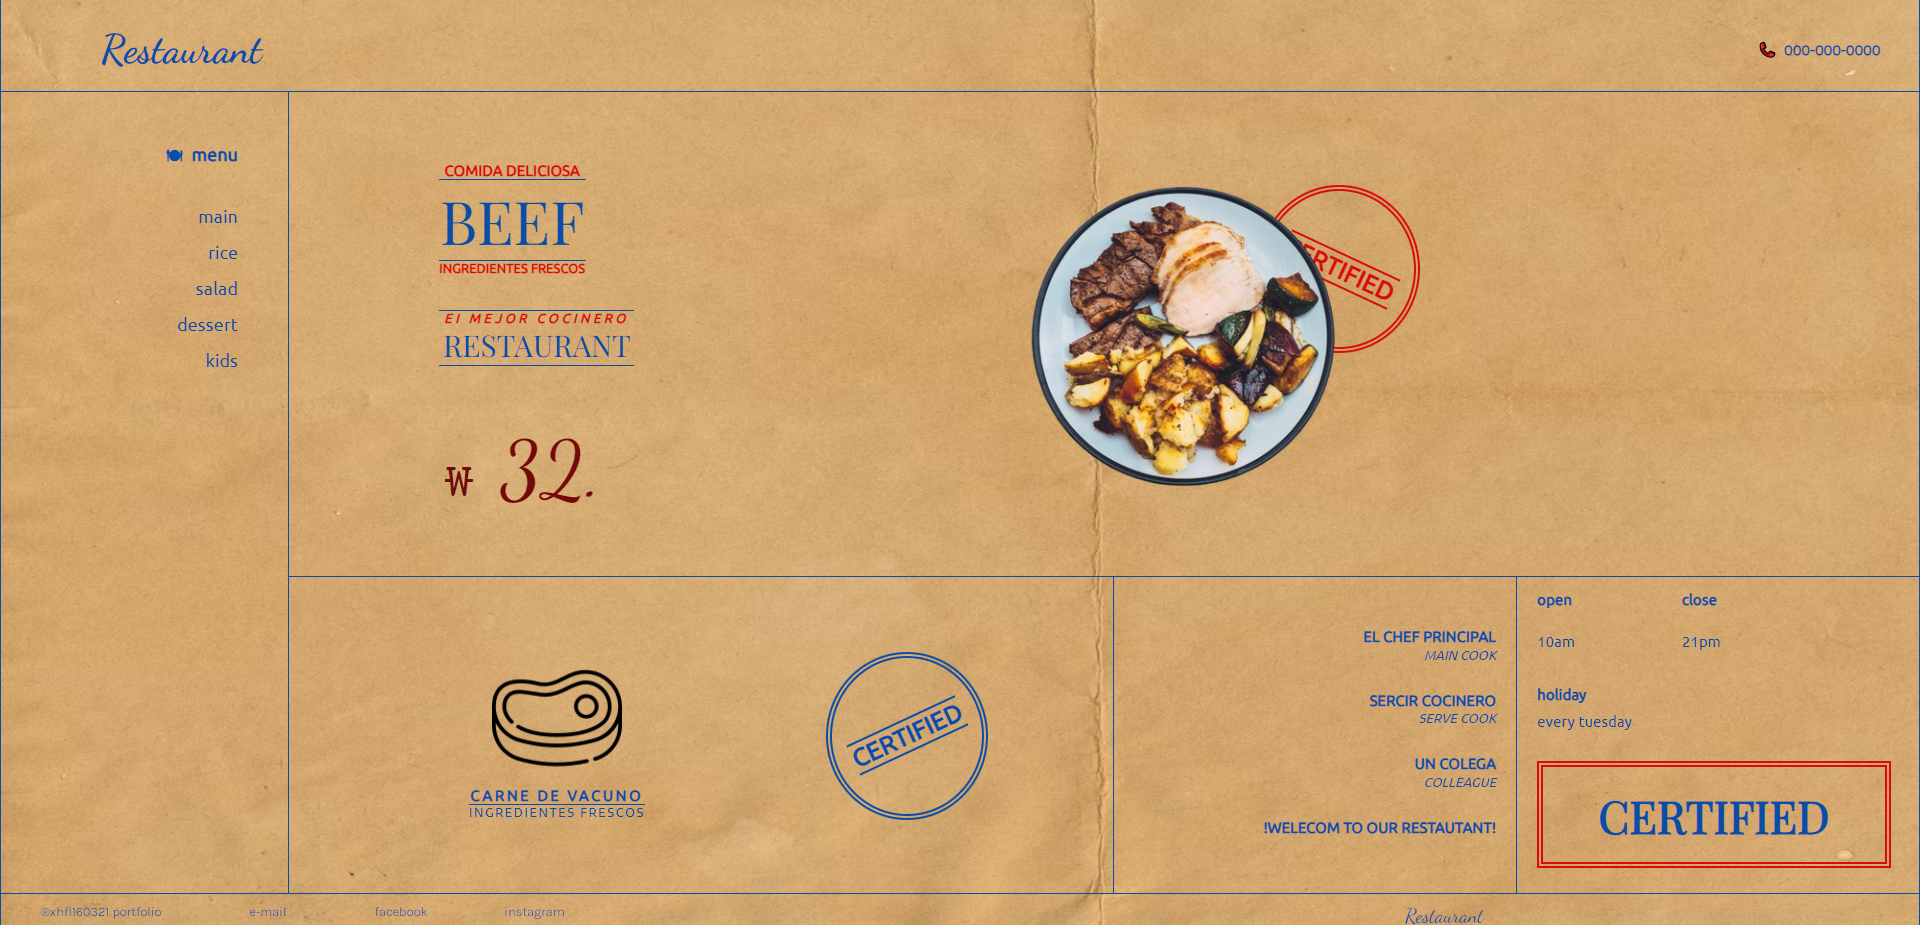 Restaurant
000-000-0000
menu
main
rice
salad
dessert
kids
COMIDA DELICIOSA
BEEF
INGREDIENTES FRESCOS
El MEJOR COCINERO
RESTAURANT
₩ 32.
ERTIFIED
CARNE DE VACUNO
INGREDIENTES FRESCOS
CERTIFIED
EL CHEF PRINCIPAL
MAIN COOK
SERCIR COCINERO
SERVE COOK
UN COLEGA
COLLEAGUE
!WELECOM TO OUR RESTAUTANT!
open close
10am 21pm
holiday
every tuesday
CERTIFIED
®xhfl160321 portfolio e-mail facebook instagram
Restaurant